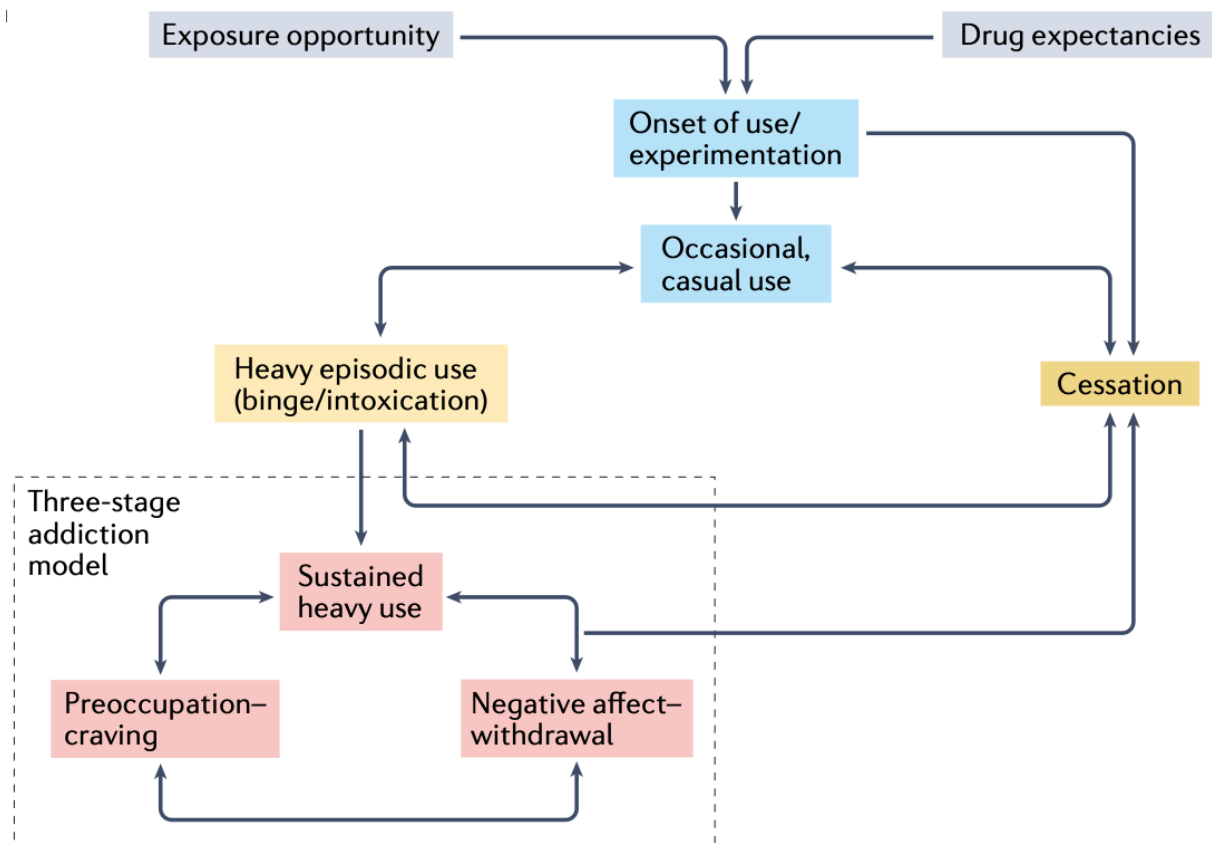 Exposure opportunity
Drug expectancies
Onset of use/
experimentation
Occasional,
casual use
Heavy episodic use
(binge/intoxication)
Cessation
Three-stage
addiction
model
Sustained
heavy use
Preoccupation–
craving
Negative affect–
withdrawal